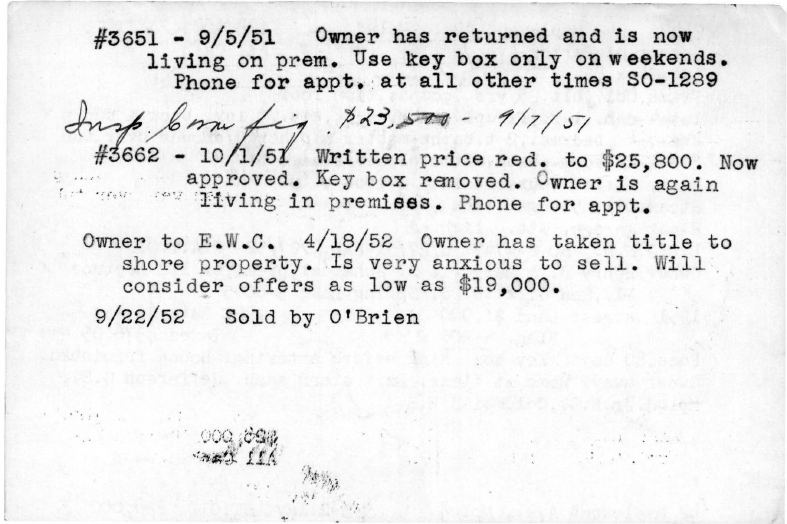 #3651 - 9/5/51 Owner has returned and is now
living on prem. Use key box only on weekends.
Phone for appt. at all other times SO-1289
Insp Com fig. $23,500 - 9/7/51
#3662 - 10/1/51 Written price red. to $25,800. Now
approved. Key box removed. Owner is again
living in premises. Phone for appt.
Owner to E.W.C. 4/18/52 Owner has taken title to
shore property. Is very anxious to sell. Will
consider offers as low as $19,000.
9/22/52 Sold by O'Brien
$26,000
All